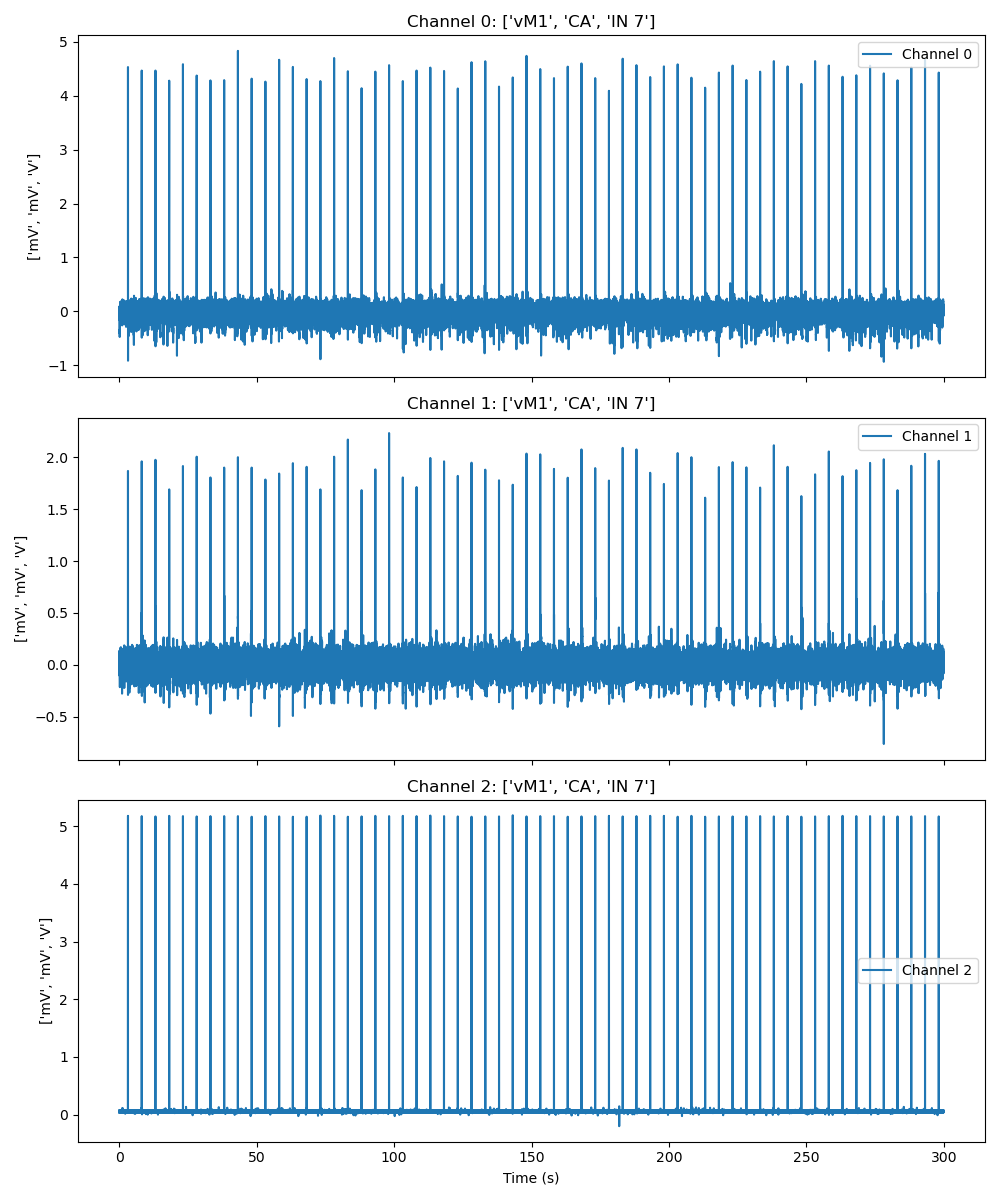 Channel 0: ['vM1', 'CA', 'IN 7']
5
4
3
2
1
0
−1
['mV', 'mV', 'V']
Channel 0
Channel 1: ['vM1', 'CA', 'IN 7']
2.0
1.5
1.0
0.5
0.0
−0.5
['mV', 'mV', 'V']
Channel 1
Channel 2: ['vM1', 'CA', 'IN 7']
5
4
3
2
1
0
['mV', 'mV', 'V']
Channel 2
0 50 100 150 200 250 300
Time (s)